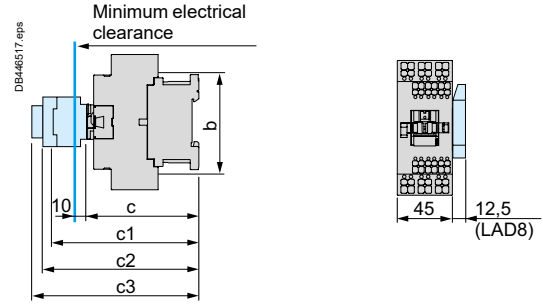 Minimum electrical
clearance
DB446517.eps
b
10
c
c1
c2
c3
45
12,5
(LAD8)